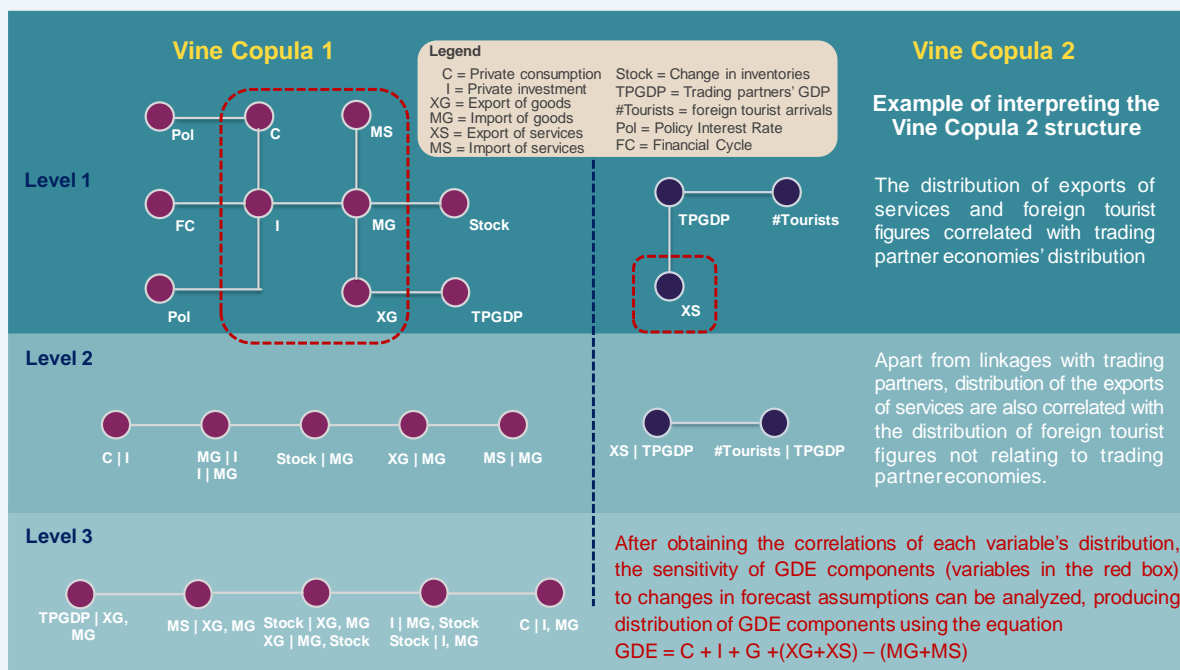 Vine Copula 1
Legend
C = Private consumption
I = Private investment
XG = Export of goods
MG = Import of goods
XS = Export of services
MS = Import of services
Stock = Change in inventories
TPGDP = Trading partners' GDP
#Tourists = foreign tourist arrivals
Pol = Policy Interest Rate
FC = Financial Cycle
Vine Copula 2
Example of interpreting the
Vine Copula 2 structure
Level 1
Pol
C
MS
FC
I
MG
Stock
Pol
XG
TPGDP
TPGDP
#Tourists
XS
The distribution of exports of
services and foreign tourist
figures correlated with trading
partner economies' distribution
Level 2
C | I
MG | I
I | MG
Stock | MG
XG | MG
MS | MG
XS | TPGDP
#Tourists | TPGDP
Apart from linkages with trading
partners, distribution of the exports
of services are also correlated with
the distribution of foreign tourist
figures not relating to trading
partner economies.
Level 3
TPGDP | XG,
MG
MS | XG, MG
Stock | XG, MG
XG | MG, Stock
I | MG, Stock
Stock | I, MG
C | I, MG
After obtaining the correlations of each variable's distribution,
the sensitivity of GDE components (variables in the red box)
to changes in forecast assumptions can be analyzed, producing
distribution of GDE components using the equation
GDE = C + I + G +(XG+XS) – (MG+MS)